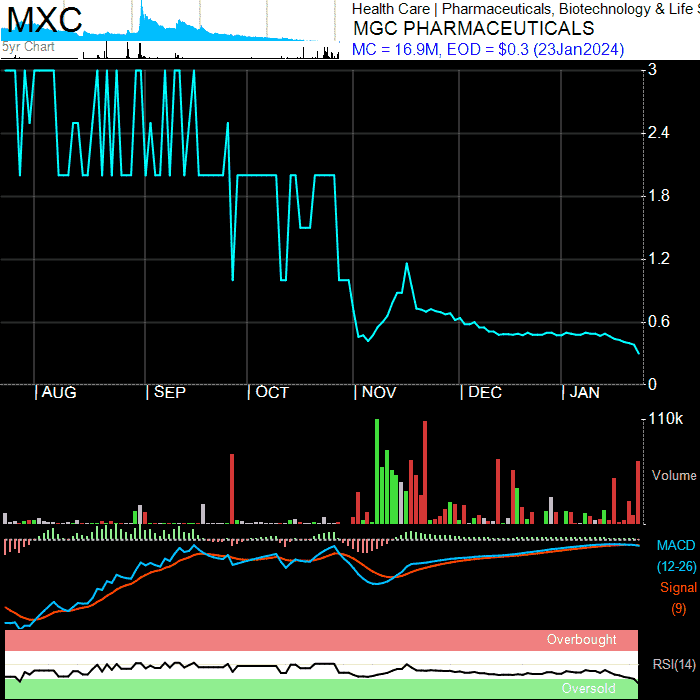 MXC
5yr Chart
Health Care | Pharmaceuticals, Biotechnology & Life S
MGC PHARMACEUTICALS
MC = 16.9M, EOD = $0.3 (23Jan2024)
3
2.4
1.8
1.2
0.6
0
| AUG | SEP | OCT | NOV | DEC | JAN
110k
Volume
MACD
(12-26)
Signal
(9)
Overbought
RSI(14)
Oversold